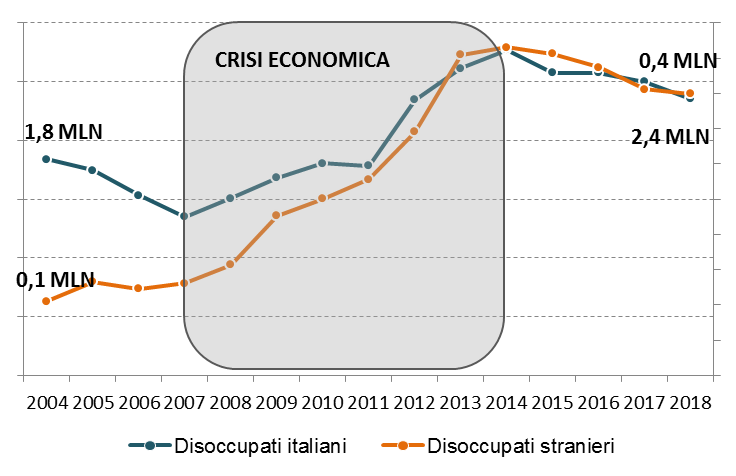 CRISI ECONOMICA
0,4 MLN
1,8 MLN
2,4 MLN
0,1 MLN
2004 2005 2006 2007 2008 2009 2010 2011 2012 2013 2014 2015 2016 2017 2018
Disoccupati italiani Disoccupati stranieri